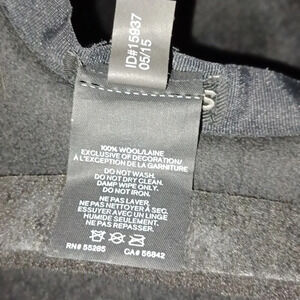 ID#15937
05/15
100% WOOL/LAINE
EXCLUSIVE OF DECORATION/
À L'EXCEPTION DE LA GARNITURE
DO NOT WASH.
DO NOT DRY CLEAN.
DAMP WIPE ONLY.
DO NOT IRON.
NE PAS LAVER.
NE PAS NETTOYER À SEC.
ESSUYER AVEC UN LINGE
HUMIDE SEULEMENT.
NE PAS REPASSER.
RN# 55285 CA# 56842